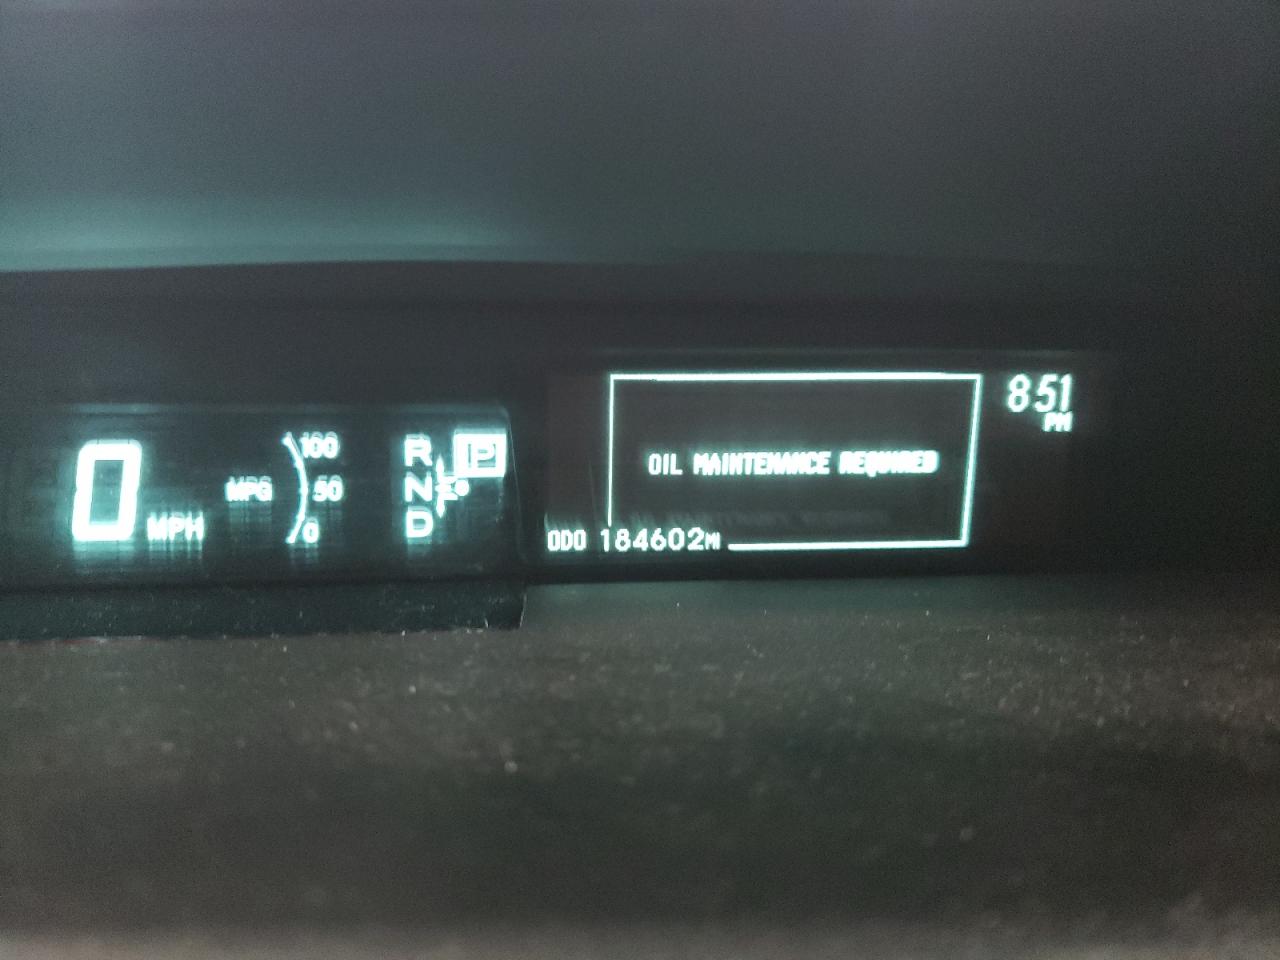 0 MPH
MPG
100
50
0
R
P
N
D
OIL MAINTENANCE REQUIRED
8:51
PM
ODO 184602MI